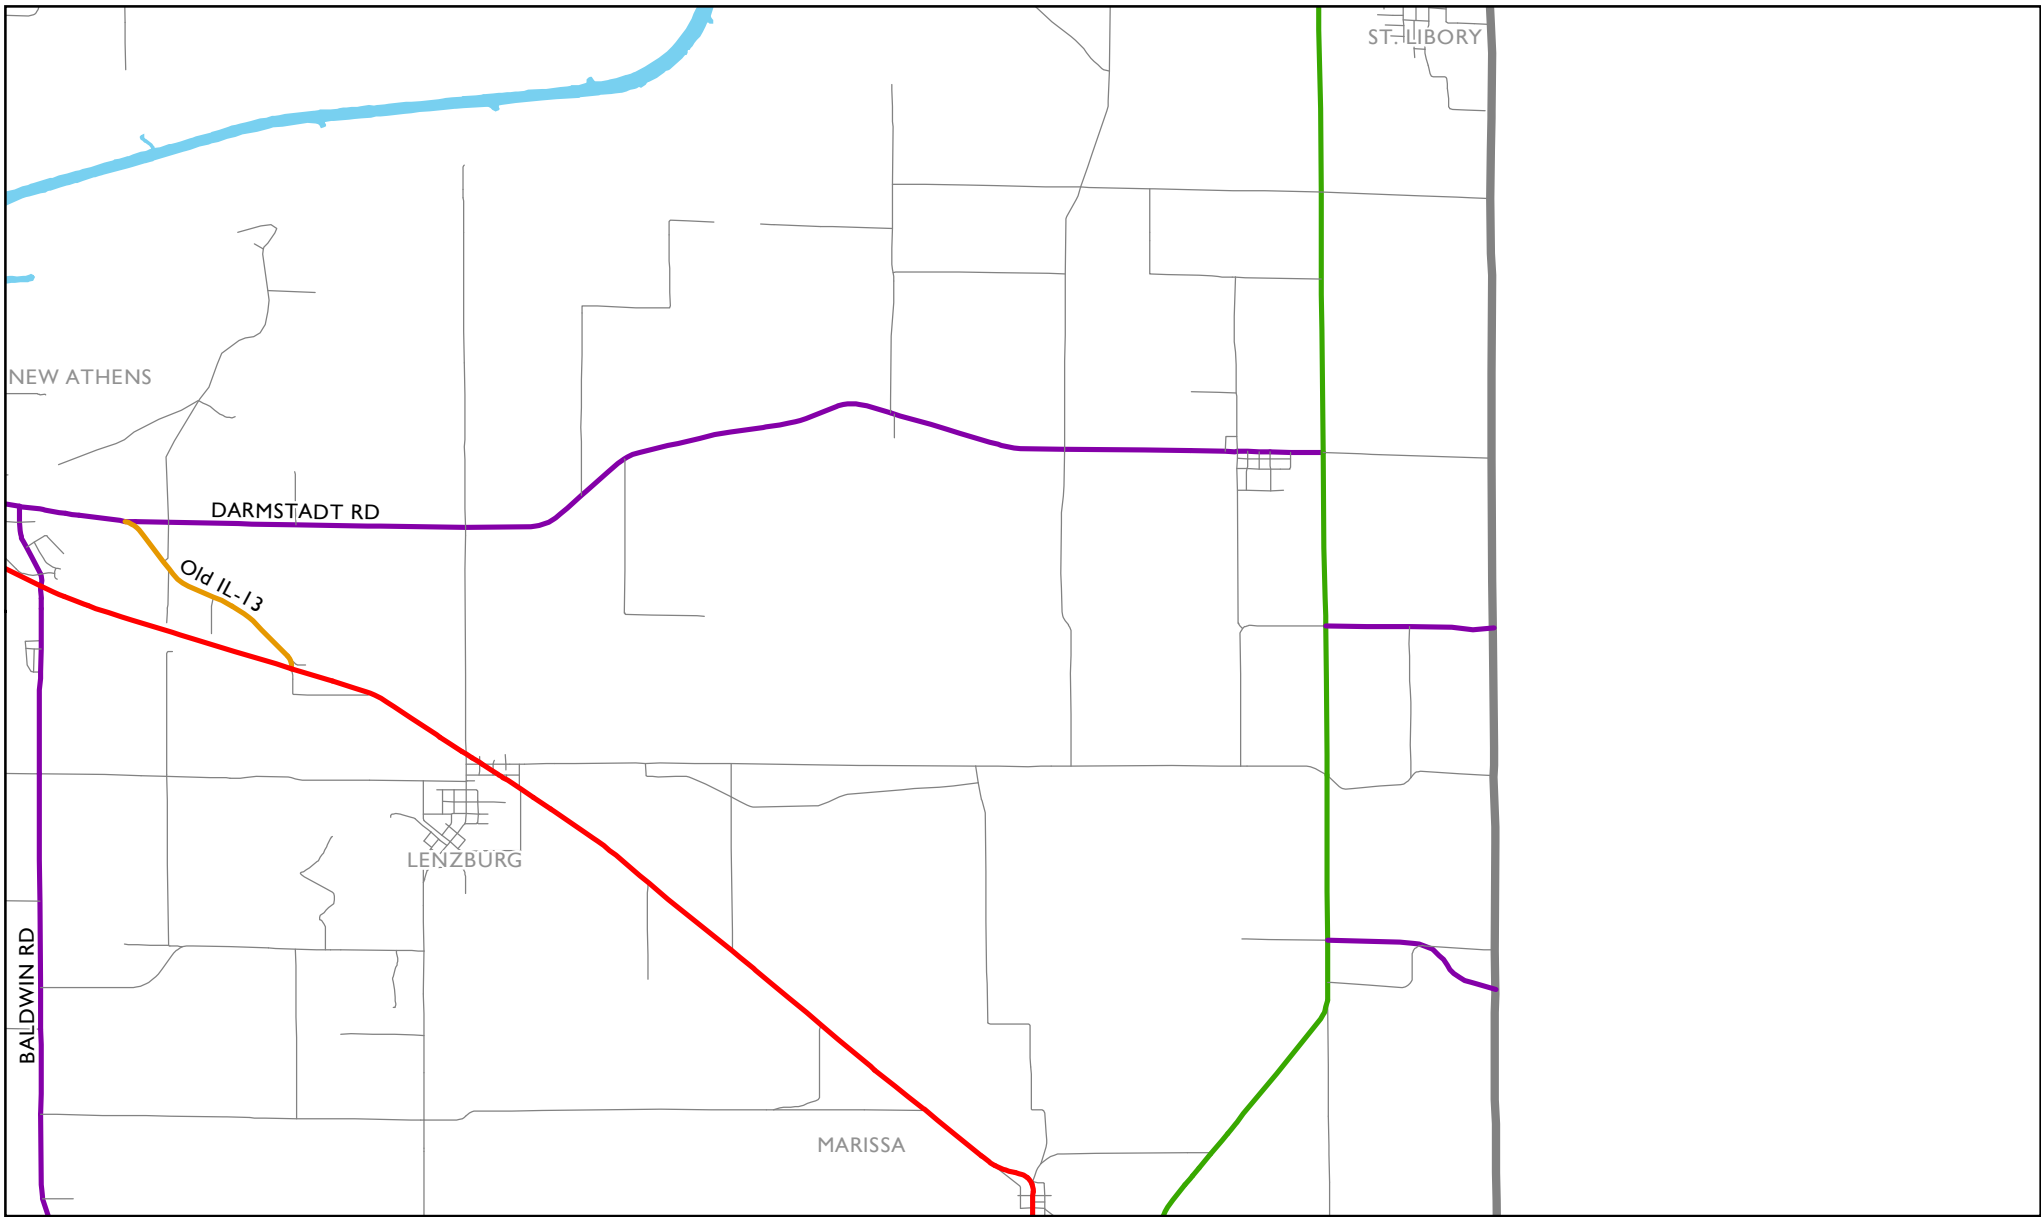 ST. LIBORY
NEW ATHENS
DARMSTADT RD
Old IL-13
LENZBURG
BALDWIN RD
MARISSA